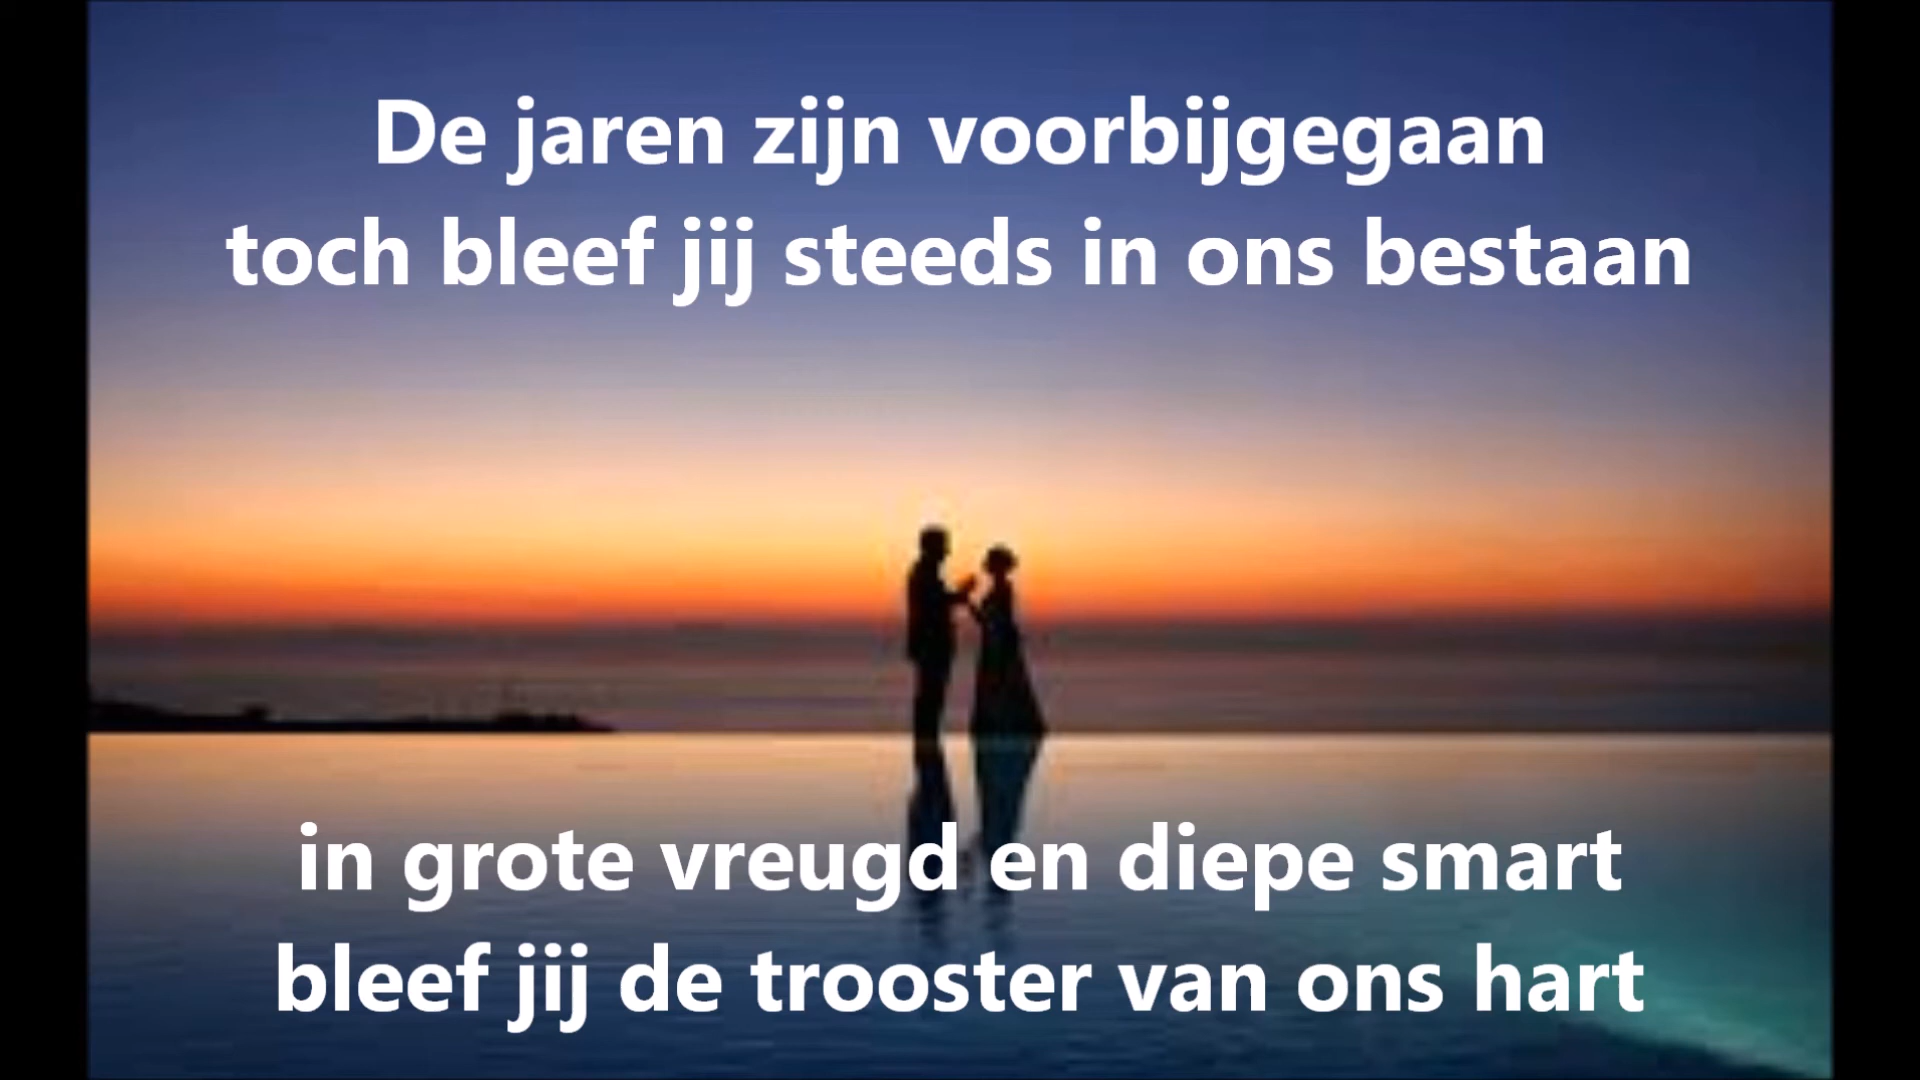 De jaren zijn voorbijgegaan
toch bleef jij steeds in ons bestaan
in grote vreugd en diepe smart
bleef jij de trooster van ons hart